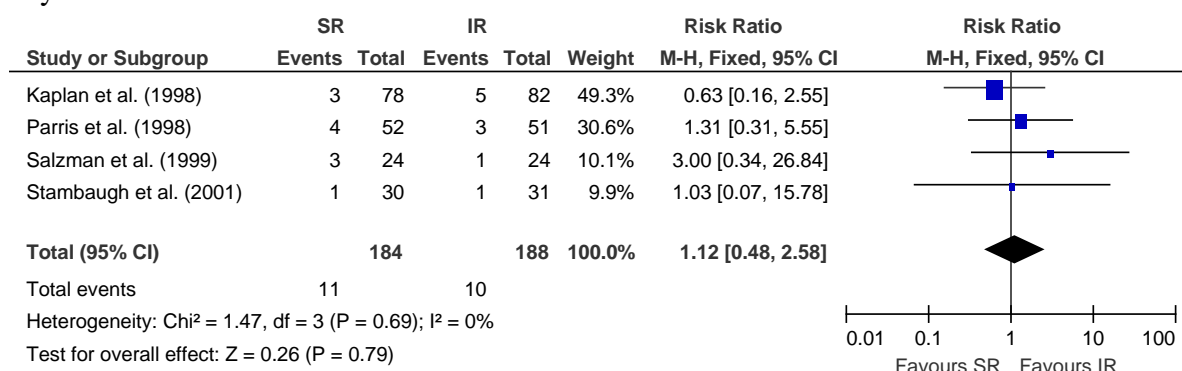 SR IR Risk Ratio Risk Ratio
Study or Subgroup Events Total Events Total Weight M-H, Fixed, 95% CI M-H, Fixed, 95% CI
Kaplan et al. (1998) 3 78 5 82 49.3% 0.63 [0.16, 2.55]
Parris et al. (1998) 4 52 3 51 30.6% 1.31 [0.31, 5.55]
Salzman et al. (1999) 3 24 1 24 10.1% 3.00 [0.34, 26.84]
Stambaugh et al. (2001) 1 30 1 31 9.9% 1.03 [0.07, 15.78]
Total (95% CI) 184 188 100.0% 1.12 [0.48, 2.58]
Total events 11 10
Heterogeneity: Chi² = 1.47, df = 3 (P = 0.69); I² = 0%
Test for overall effect: Z = 0.26 (P = 0.79)
0.01 0.1 1 10 100
Favours SR Favours IR